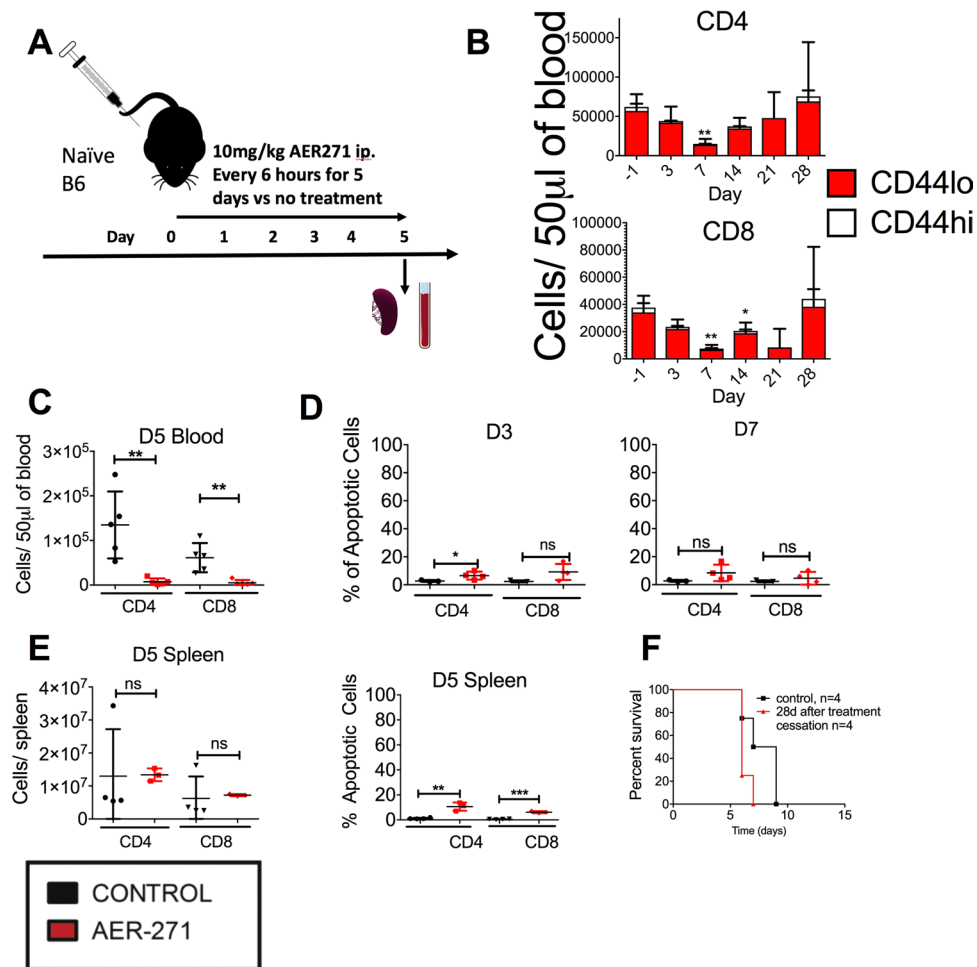 A
Naïve
B6
10mg/kg AER271 ip.
Every 6 hours for 5
days vs no treatment
Day 0 1 2 3 4 5
B
Cells/ 50µl of blood
CD4
150000
100000
50000
0
**
-1 3 7 14 21 28
Day
CD8
100000
80000
60000
40000
20000
0
** *
-1 3 7 14 21 28
Day
CD44lo
CD44hi
C
D5 Blood
Cells/ 50µl of blood
3×10⁵
2×10⁵
1×10⁵
0
** **
CD4 CD8
D
D3
% of Apoptotic Cells
100
80
60
40
20
0
* ns
CD4 CD8
D7
100
80
60
40
20
0
ns ns
CD4 CD8
E
D5 Spleen
Cells/ spleen
4×10⁷
3×10⁷
2×10⁷
1×10⁷
0
ns ns
CD4 CD8
D5 Spleen
% Apoptotic Cells
100
80
60
40
20
0
** ***
CD4 CD8
F
Percent survival
100
80
60
40
20
0
0 5 10 15
Time (days)
control, n=4
28d after treatment
cessation n=4
CONTROL
AER-271